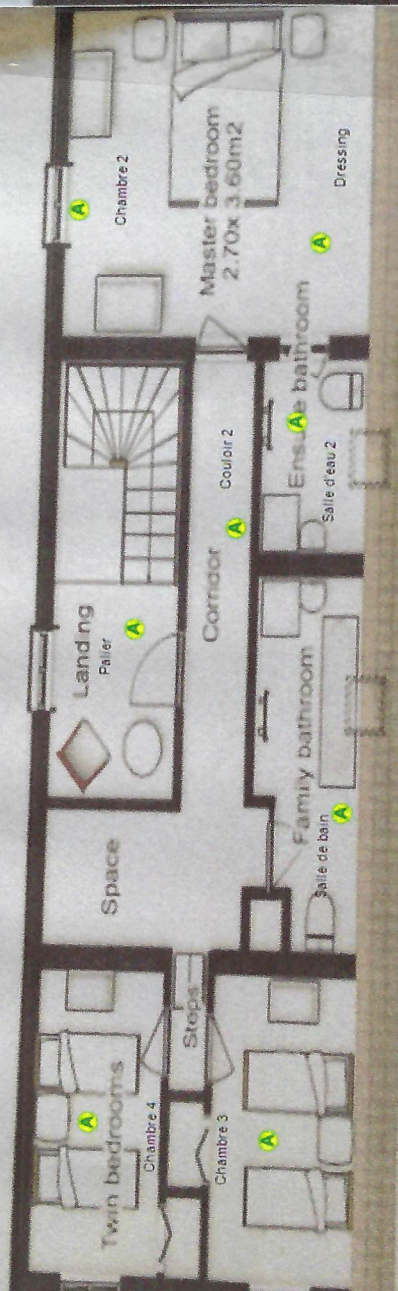 Twin bedrooms
A
Chambre 4
Steps
Chambre 3
A
Space
Landing
Palier
A
Corridor
A
Couloir 2
Family bathroom
Salle de bain
A
Ensuite bathroom
A
Salle d'eau 2
A
Chambre 2
Master bedroom
2.70x 3.60m2
A
Dressing